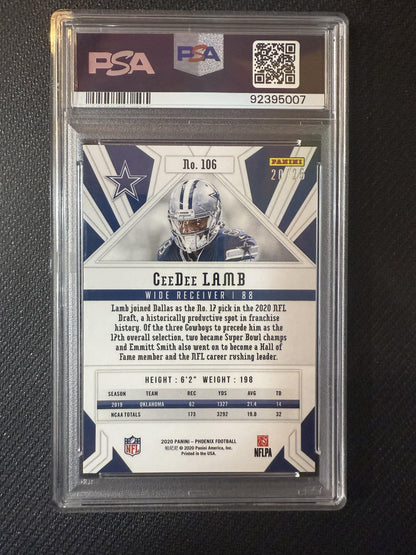 PSA
PSA
92395007
No. 106
PANINI
CeeDee LAMB
WIDE RECEIVER | 88
Lamb joined Dallas as the No. 17 pick in the 2020 NFL
Draft, a historically productive spot in franchise
history. Of the three Cowboys to precede him as the
17th overall selection, two became Super Bowl champs
and Emmitt Smith also went on to become a Hall of
Fame member and the NFL career rushing leader.
HEIGHT : 6'2" WEIGHT : 198
SEASON TEAM REC YDS AVG TD
2019 OKLAHOMA 62 1327 21.4 14
NCAA TOTALS 173 3292 19.0 32
NFL
2020 PANINI - PHOENIX FOOTBALL
© 2020 Panini America, Inc.
Printed in the USA.
NFLPA